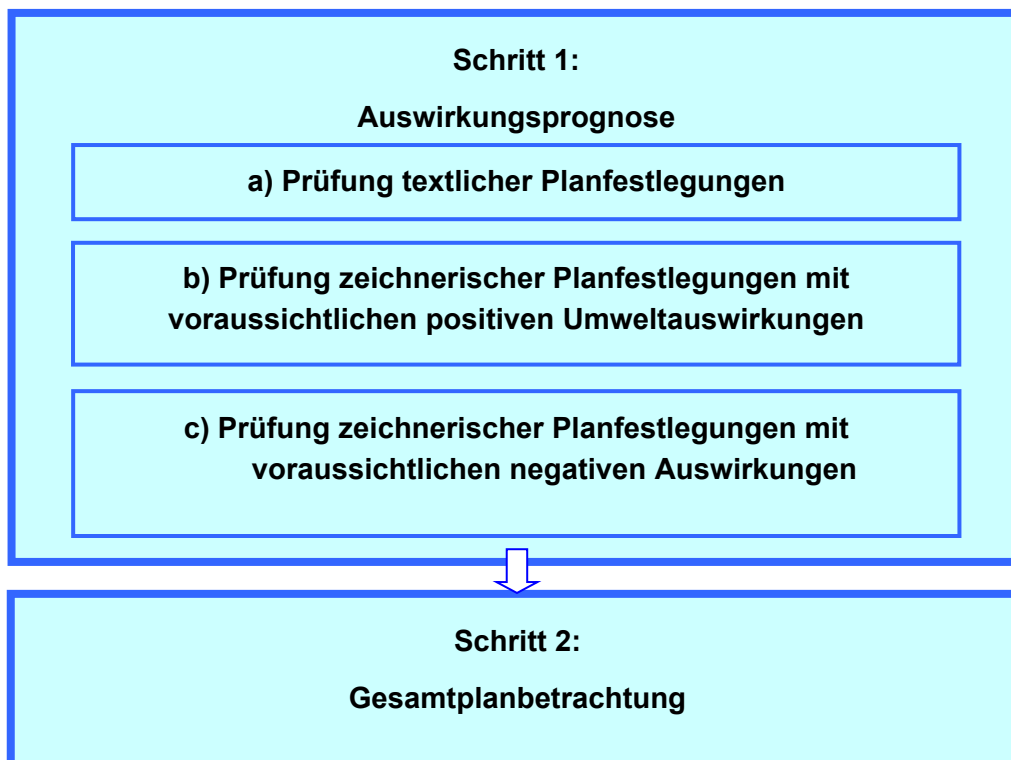 Schritt 1:
Auswirkungsprognose
a) Prüfung textlicher Planfestlegungen
b) Prüfung zeichnerischer Planfestlegungen mit
voraussichtlichen positiven Umweltauswirkungen
c) Prüfung zeichnerischer Planfestlegungen mit
voraussichtlichen negativen Auswirkungen
Schritt 2:
Gesamtplanbetrachtung